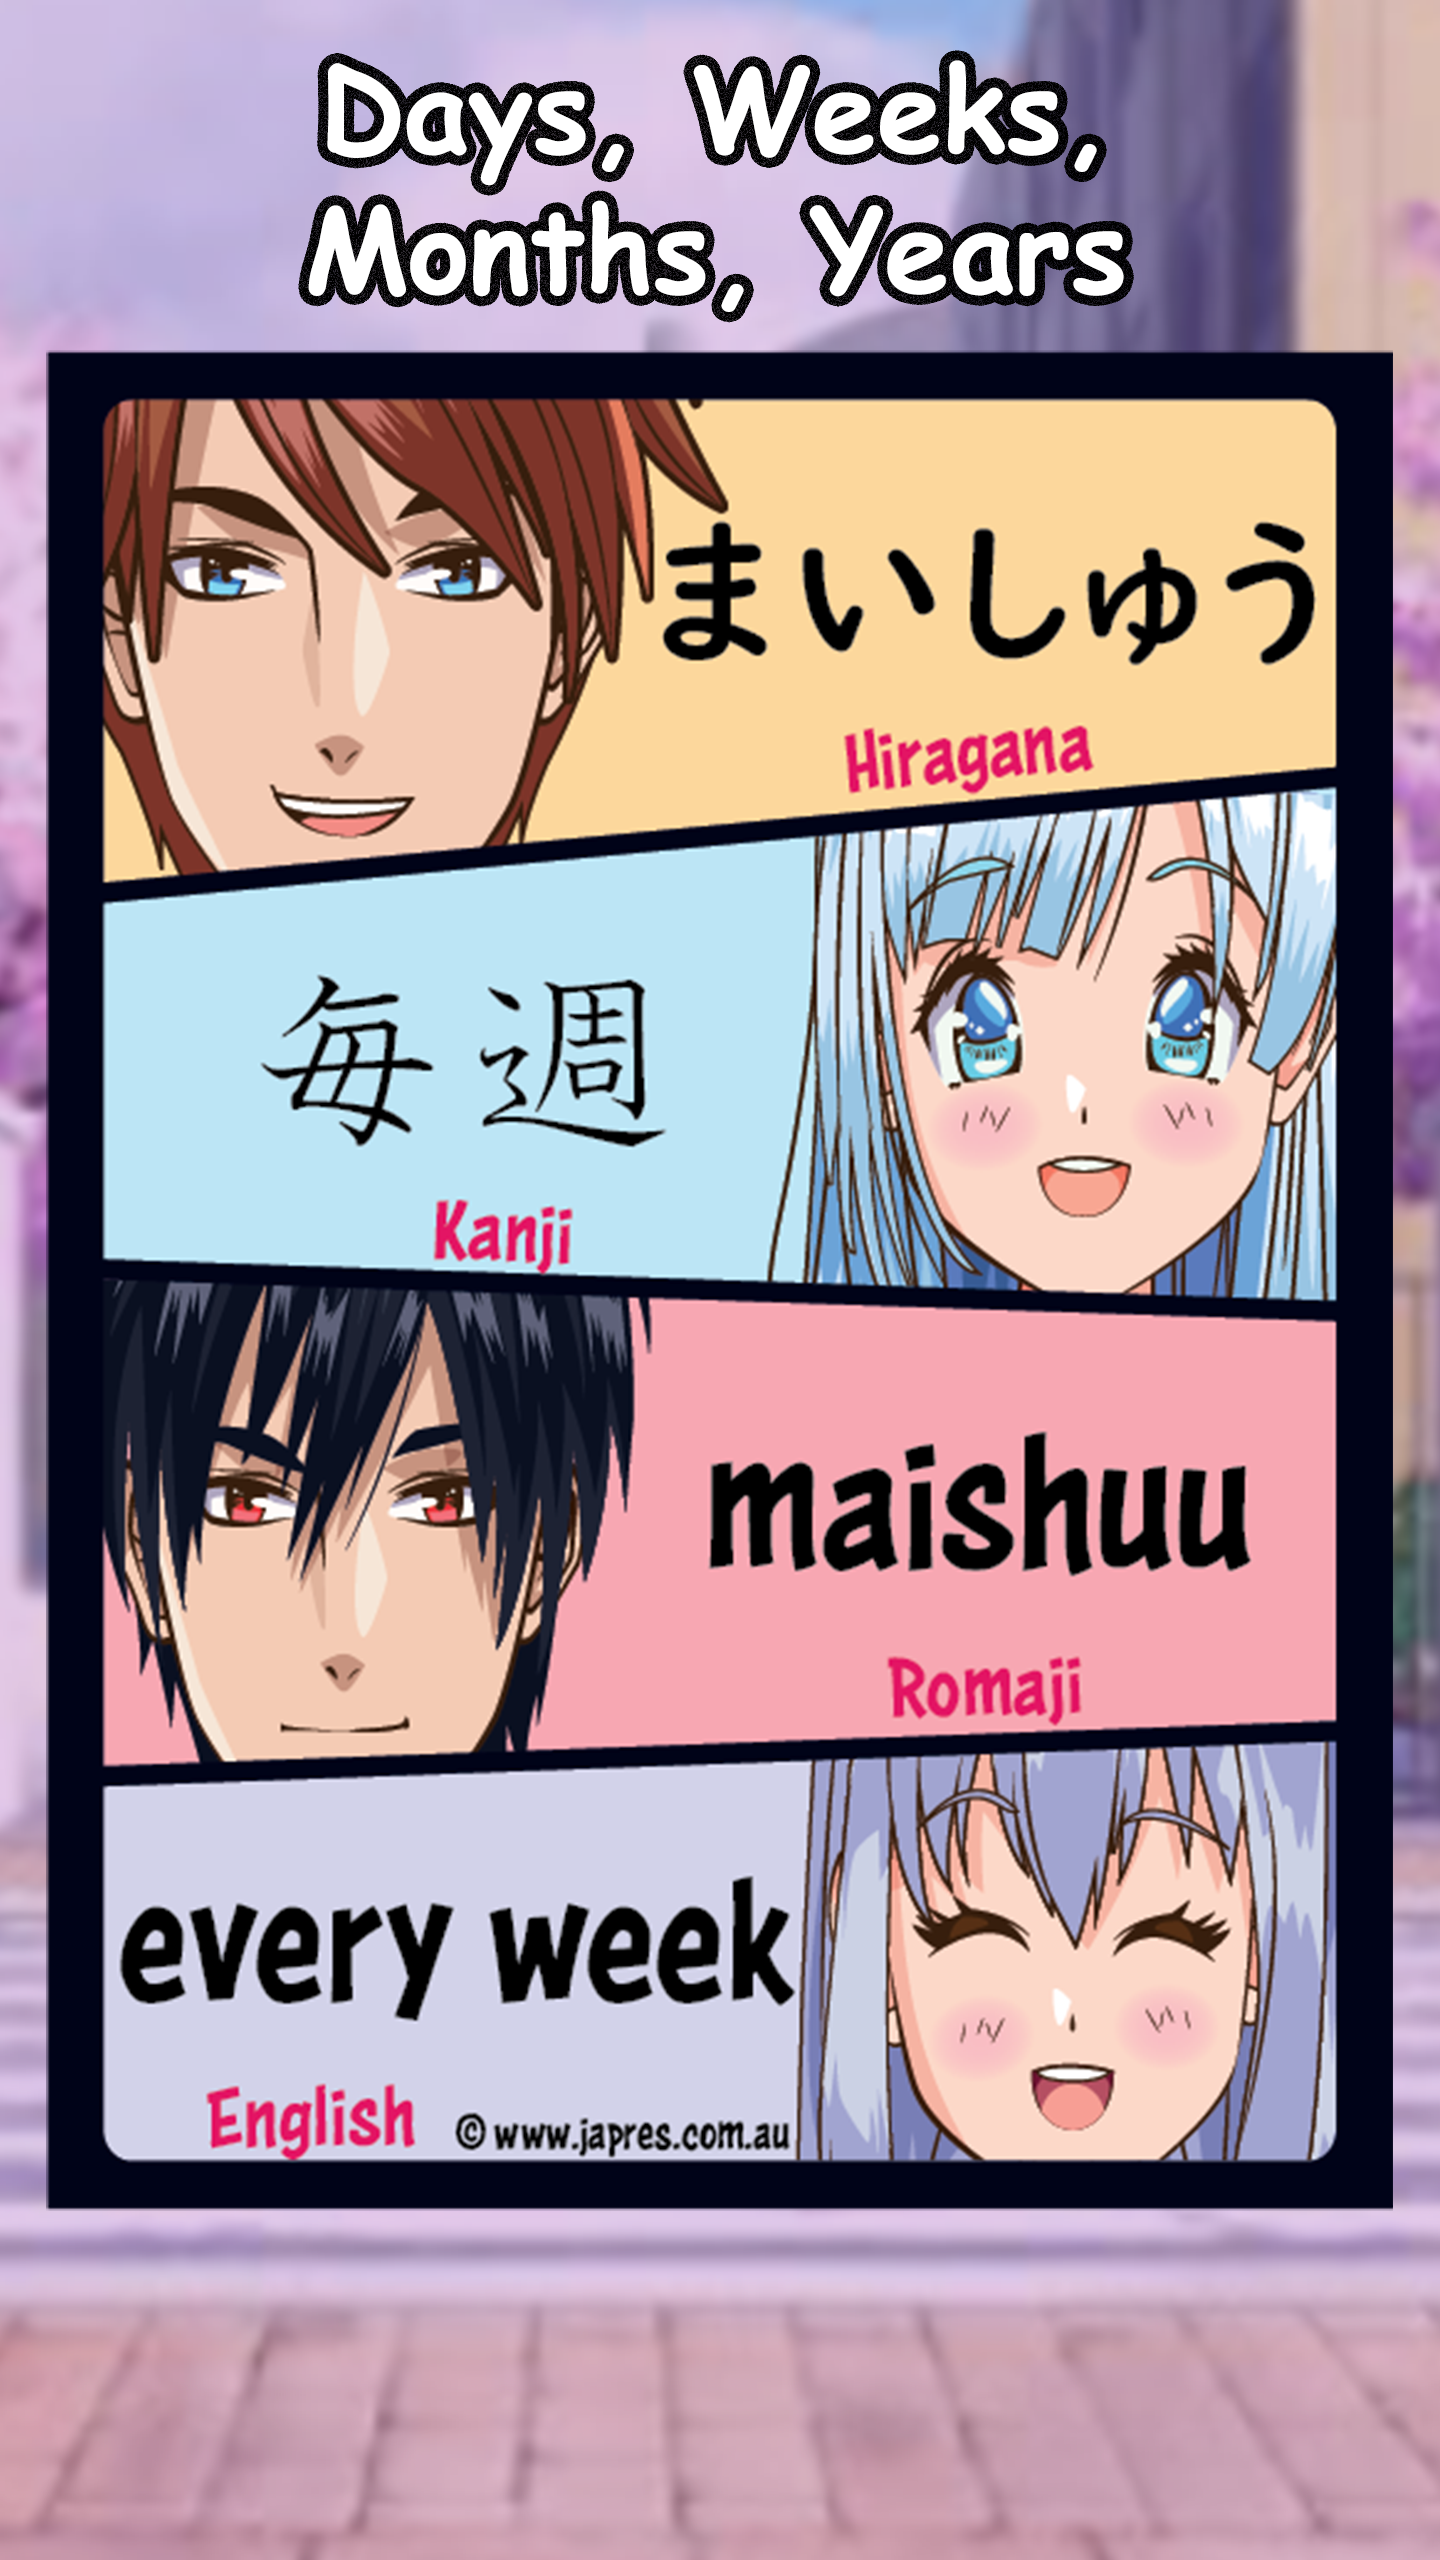 Days, Weeks,
Months, Years
まいしゅう
Hiragana
毎週
Kanji
maishuu
Romaji
every week
English
© www.japres.com.au